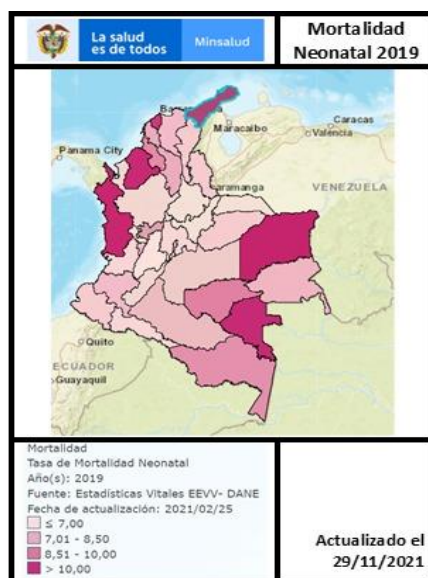 La salud
es de todos
Minsalud
Mortalidad
Neonatal 2019
Maracaibo
Caracas
Valencia
Panama City
aramanga
VENEZUELA
Quito
ECUADOR
Guayaquil
Mortalidad
Tasa de Mortalidad Neonatal
Año(s): 2019
Fuente: Estadísticas Vitales EEVV- DANE
Fecha de actualización: 2021/02/25
≤ 7,00
7,01 - 8,50
8,51 - 10,00
> 10,00
Actualizado el
29/11/2021